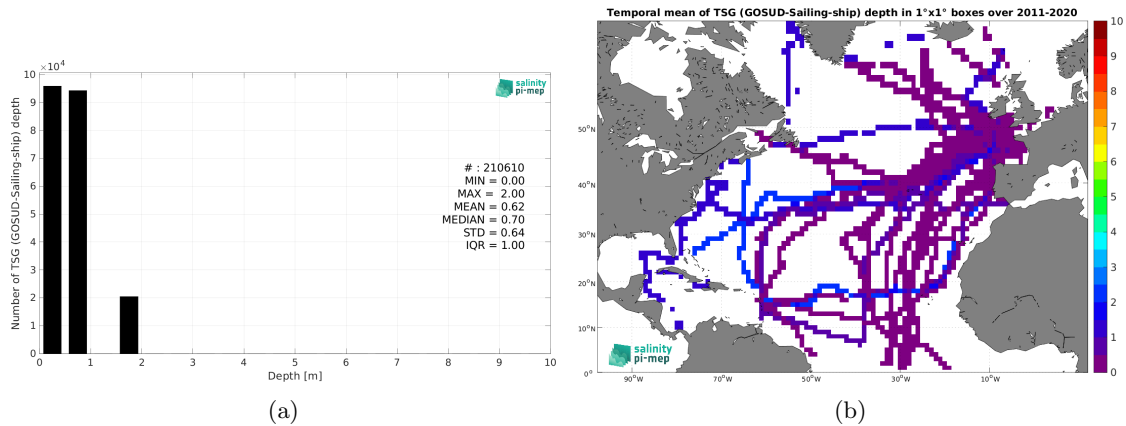 ×10⁴
10
9
8
7
6
5
4
3
2
1
0
Number of TSG (GOSUD-Sailing-ship) depth
salinity
pi-mep
# : 210610
MIN = 0.00
MAX = 2.00
MEAN = 0.62
MEDIAN = 0.70
STD = 0.64
IQR = 1.00
0 1 2 3 4 5 6 7 8 9 10
Depth [m]
(a)
Temporal mean of TSG (GOSUD-Sailing-ship) depth in 1°x1° boxes over 2011-2020
50°N
40°N
30°N
20°N
10°N
0°
90°W 70°W 50°W 30°W 10°W
salinity
pi-mep
10
9
8
7
6
5
4
3
2
1
0
(b)